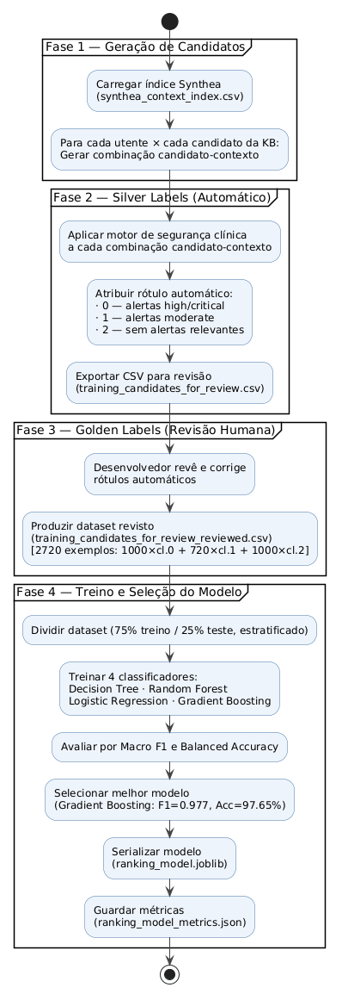 Fase 1 — Geração de Candidatos
Carregar índice Synthea
(synthea_context_index.csv)
Para cada utente × cada candidato da KB:
Gerar combinação candidato-contexto
Fase 2 — Silver Labels (Automático)
Aplicar motor de segurança clínica
a cada combinação candidato-contexto
Atribuir rótulo automático:
· 0 — alertas high/critical
· 1 — alertas moderate
· 2 — sem alertas relevantes
Exportar CSV para revisão
(training_candidates_for_review.csv)
Fase 3 — Golden Labels (Revisão Humana)
Desenvolvedor revê e corrige
rótulos automáticos
Produzir dataset revisto
(training_candidates_for_review_reviewed.csv)
[2720 exemplos: 1000×cl.0 + 720×cl.1 + 1000×cl.2]
Fase 4 — Treino e Seleção do Modelo
Dividir dataset (75% treino / 25% teste, estratificado)
Treinar 4 classificadores:
Decision Tree · Random Forest
Logistic Regression · Gradient Boosting
Avaliar por Macro F1 e Balanced Accuracy
Selecionar melhor modelo
(Gradient Boosting: F1=0.977, Acc=97.65%)
Serializar modelo
(ranking_model.joblib)
Guardar métricas
(ranking_model_metrics.json)